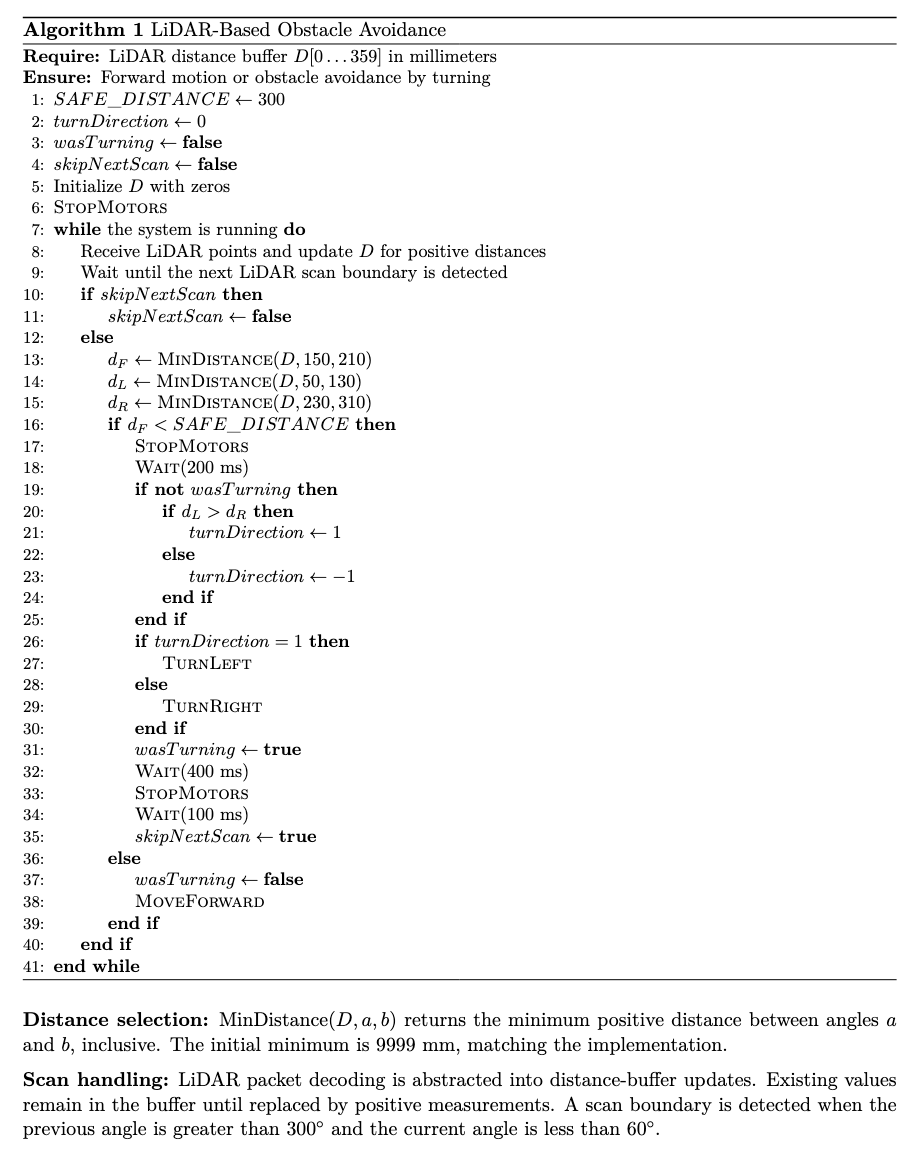 Algorithm 1 LiDAR-Based Obstacle Avoidance
Require: LiDAR distance buffer D[0...359] in millimeters
Ensure: Forward motion or obstacle avoidance by turning
1: SAFE_DISTANCE ← 300
2: turnDirection ← 0
3: wasTurning ← false
4: skipNextScan ← false
5: Initialize D with zeros
6: STOPMOTORS
7: while the system is running do
8: Receive LiDAR points and update D for positive distances
9: Wait until the next LiDAR scan boundary is detected
10: if skipNextScan then
11: skipNextScan ← false
12: else
13: d_F ← MINDISTANCE(D, 150, 210)
14: d_L ← MINDISTANCE(D, 50, 130)
15: d_R ← MINDISTANCE(D, 230, 310)
16: if d_F < SAFE_DISTANCE then
17: STOPMOTORS
18: WAIT(200 ms)
19: if not wasTurning then
20: if d_L > d_R then
21: turnDirection ← 1
22: else
23: turnDirection ← −1
24: end if
25: end if
26: if turnDirection = 1 then
27: TURNLEFT
28: else
29: TURNRIGHT
30: end if
31: wasTurning ← true
32: WAIT(400 ms)
33: STOPMOTORS
34: WAIT(100 ms)
35: skipNextScan ← true
36: else
37: wasTurning ← false
38: MOVEFORWARD
39: end if
40: end if
41: end while
Distance selection: MinDistance(D, a, b) returns the minimum positive distance between angles a
and b, inclusive. The initial minimum is 9999 mm, matching the implementation.
Scan handling: LiDAR packet decoding is abstracted into distance-buffer updates. Existing values
remain in the buffer until replaced by positive measurements. A scan boundary is detected when the
previous angle is greater than 300° and the current angle is less than 60°.